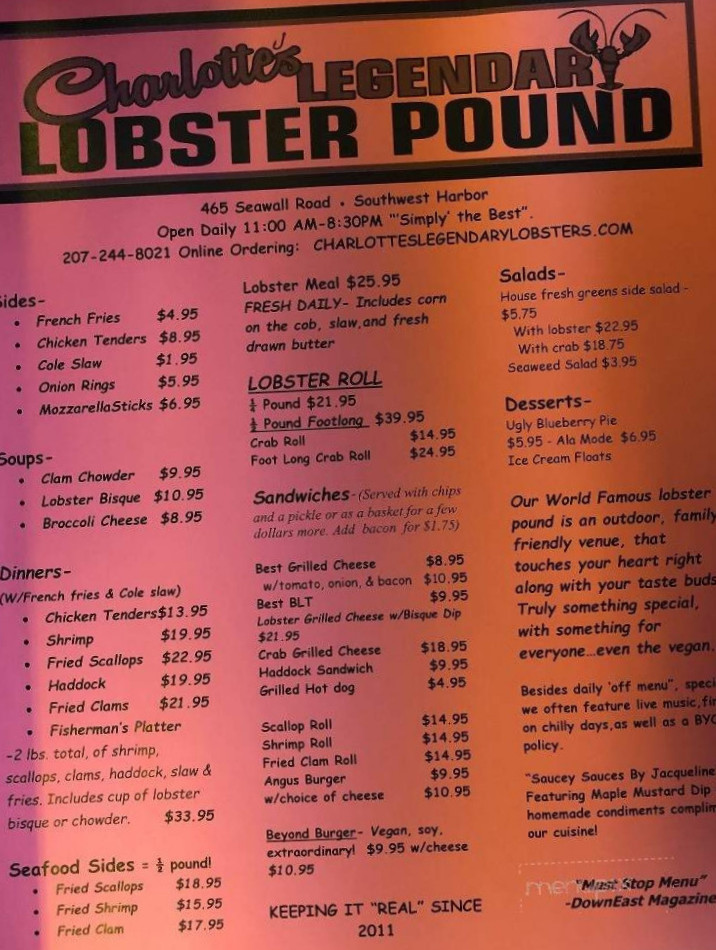 Charlotte's LEGENDARY
LOBSTER POUND
465 Seawall Road • Southwest Harbor
Open Daily 11:00 AM-8:30PM "'Simply' the Best".
207-244-8021 Online Ordering: CHARLOTTESLEGENDARYLOBSTERS.COM
Sides-
• French Fries $4.95
• Chicken Tenders $8.95
• Cole Slaw $1.95
• Onion Rings $5.95
• MozzarellaSticks $6.95
Soups-
• Clam Chowder $9.95
• Lobster Bisque $10.95
• Broccoli Cheese $8.95
Dinners-
(W/French fries & Cole slaw)
• Chicken Tenders$13.95
• Shrimp $19.95
• Fried Scallops $22.95
• Haddock $19.95
• Fried Clams $21.95
• Fisherman's Platter
-2 lbs. total, of shrimp,
scallops, clams, haddock, slaw &
fries. Includes cup of lobster
bisque or chowder. $33.95
Seafood Sides = ½ pound!
• Fried Scallops $18.95
• Fried Shrimp $15.95
• Fried Clam $17.95
Lobster Meal $25.95
FRESH DAILY- Includes corn
on the cob, slaw,and fresh
drawn butter
LOBSTER ROLL
¼ Pound $21.95
½ Pound Footlong $39.95
Crab Roll $14.95
Foot Long Crab Roll $24.95
Sandwiches-(Served with chips
and a pickle or as a basket for a few
dollars more. Add bacon for $1.75)
Best Grilled Cheese $8.95
w/tomato, onion, & bacon $10.95
Best BLT $9.95
Lobster Grilled Cheese w/Bisque Dip
$21.95
Crab Grilled Cheese $18.95
Haddock Sandwich $9.95
Grilled Hot dog $4.95
Scallop Roll $14.95
Shrimp Roll $14.95
Fried Clam Roll $14.95
Angus Burger $9.95
w/choice of cheese $10.95
Beyond Burger- Vegan, soy,
extraordinary! $9.95 w/cheese
$10.95
KEEPING IT "REAL" SINCE
2011
Salads-
House fresh greens side salad -
$5.75
With lobster $22.95
With crab $18.75
Seaweed Salad $3.95
Desserts-
Ugly Blueberry Pie
$5.95 - Ala Mode $6.95
Ice Cream Floats
Our World Famous lobster
pound is an outdoor, family
friendly venue, that
touches your heart right
along with your taste buds
Truly something special,
with something for
everyone...even the vegan.
Besides daily 'off menu", speci
we often feature live music,fir
on chilly days,as well as a BYO
policy.
"Saucey Sauces By Jacqueline
Featuring Maple Mustard Dip
homemade condiments complim
our cuisine!
"Must Stop Menu"
-DownEast Magazine